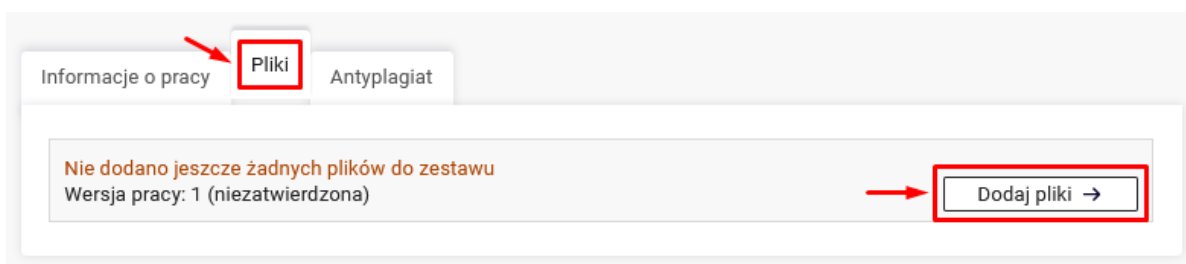 Informacje o pracy
Pliki
Antyplagiat
Nie dodano jeszcze żadnych plików do zestawu
Wersja pracy: 1 (niezatwierdzona)
Dodaj pliki →